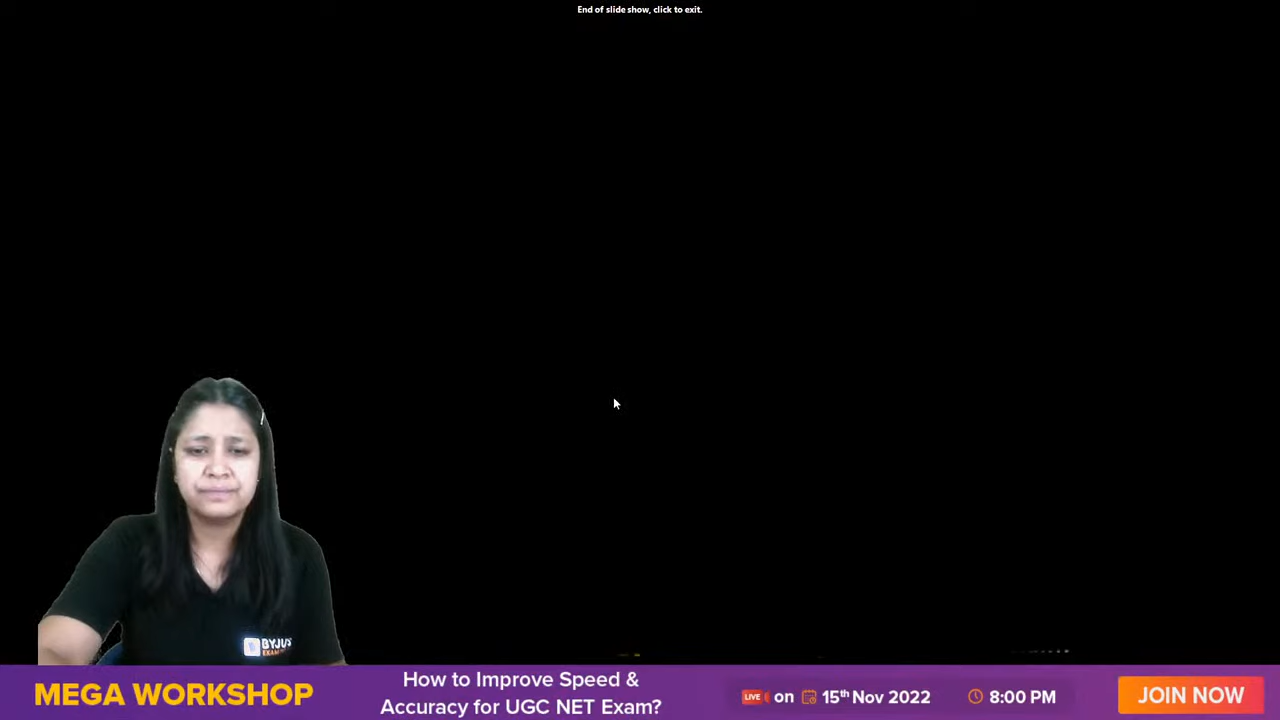 End of slide show, click to exit.
BYJU'S
MEGA WORKSHOP
How to Improve Speed &
Accuracy for UGC NET Exam?
LIVE on 15th Nov 2022 8:00 PM
JOIN NOW